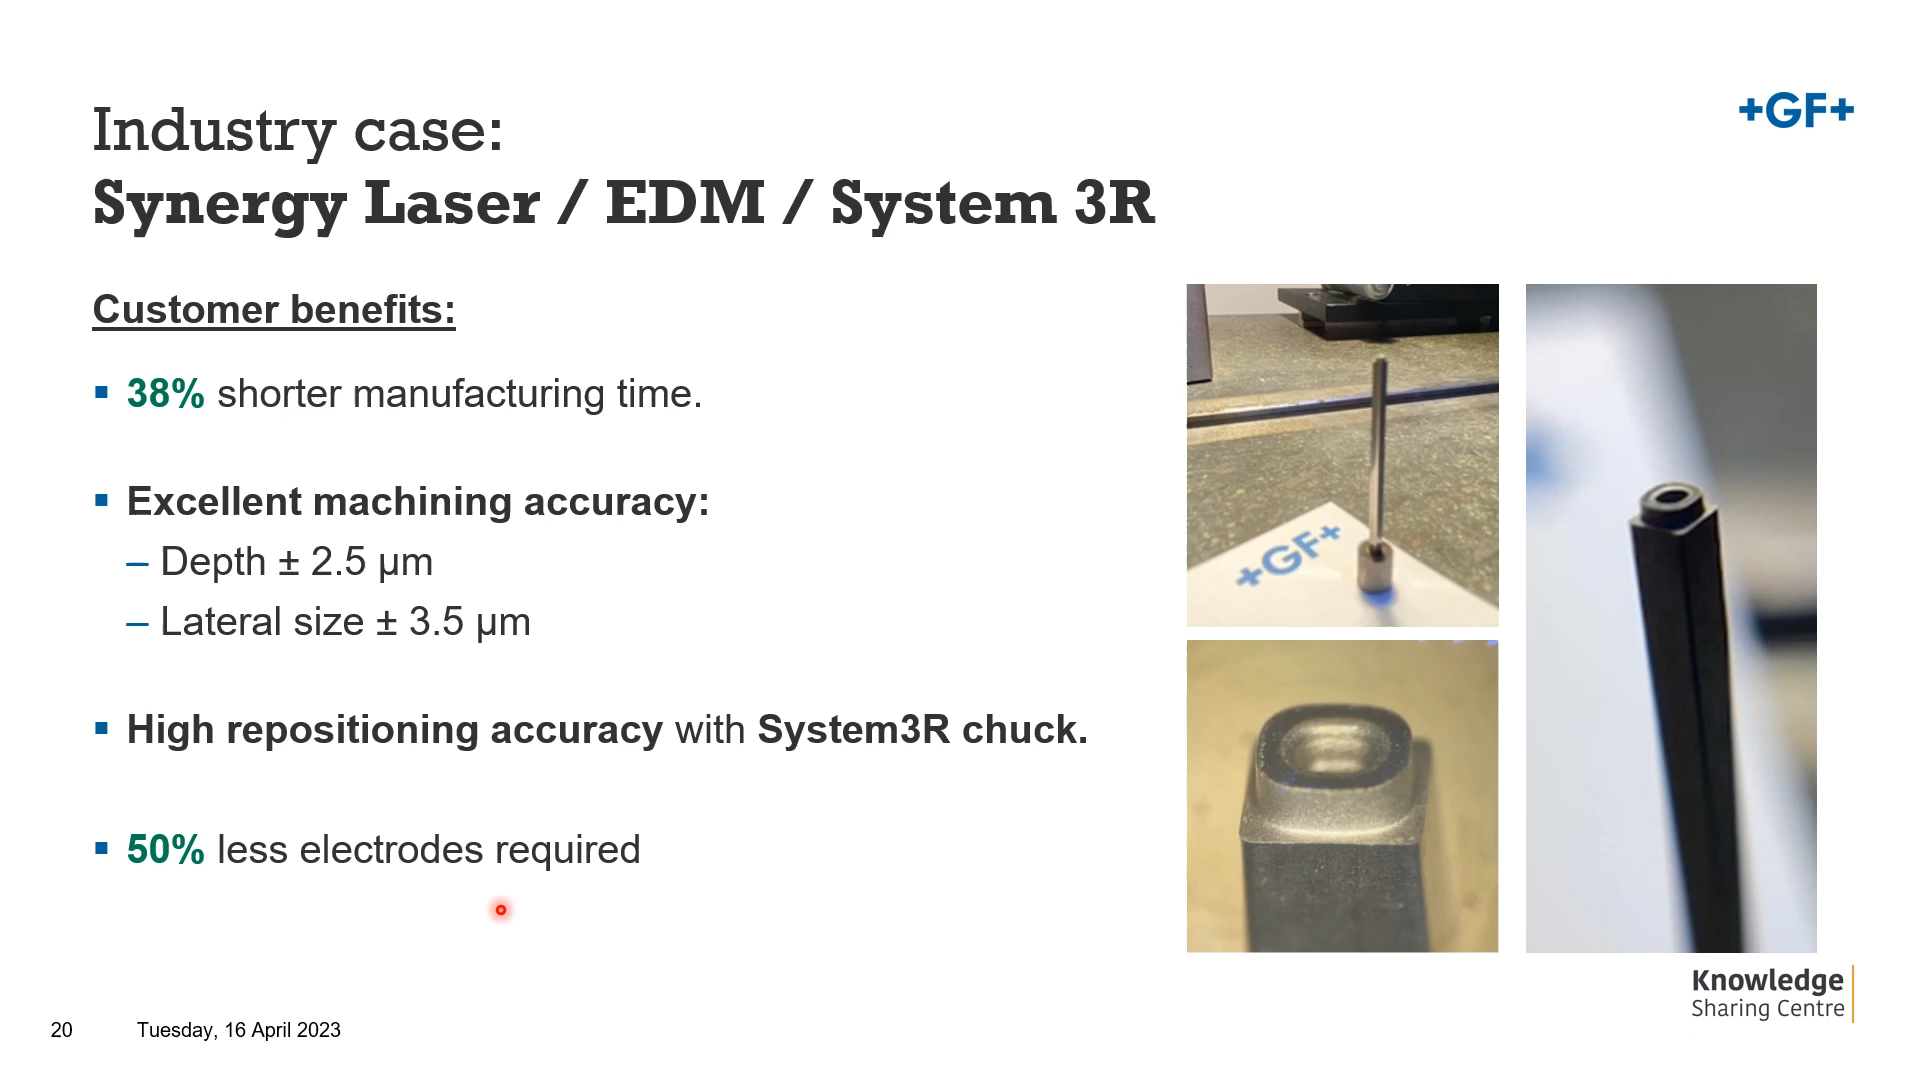 Industry case:
+GF+
Synergy Laser / EDM / System 3R
Customer benefits:
▪ 38% shorter manufacturing time.
▪ Excellent machining accuracy:
– Depth ± 2.5 µm
– Lateral size ± 3.5 µm
▪ High repositioning accuracy with System3R chuck.
▪ 50% less electrodes required
+GF+
Knowledge
Sharing Centre
20 Tuesday, 16 April 2023